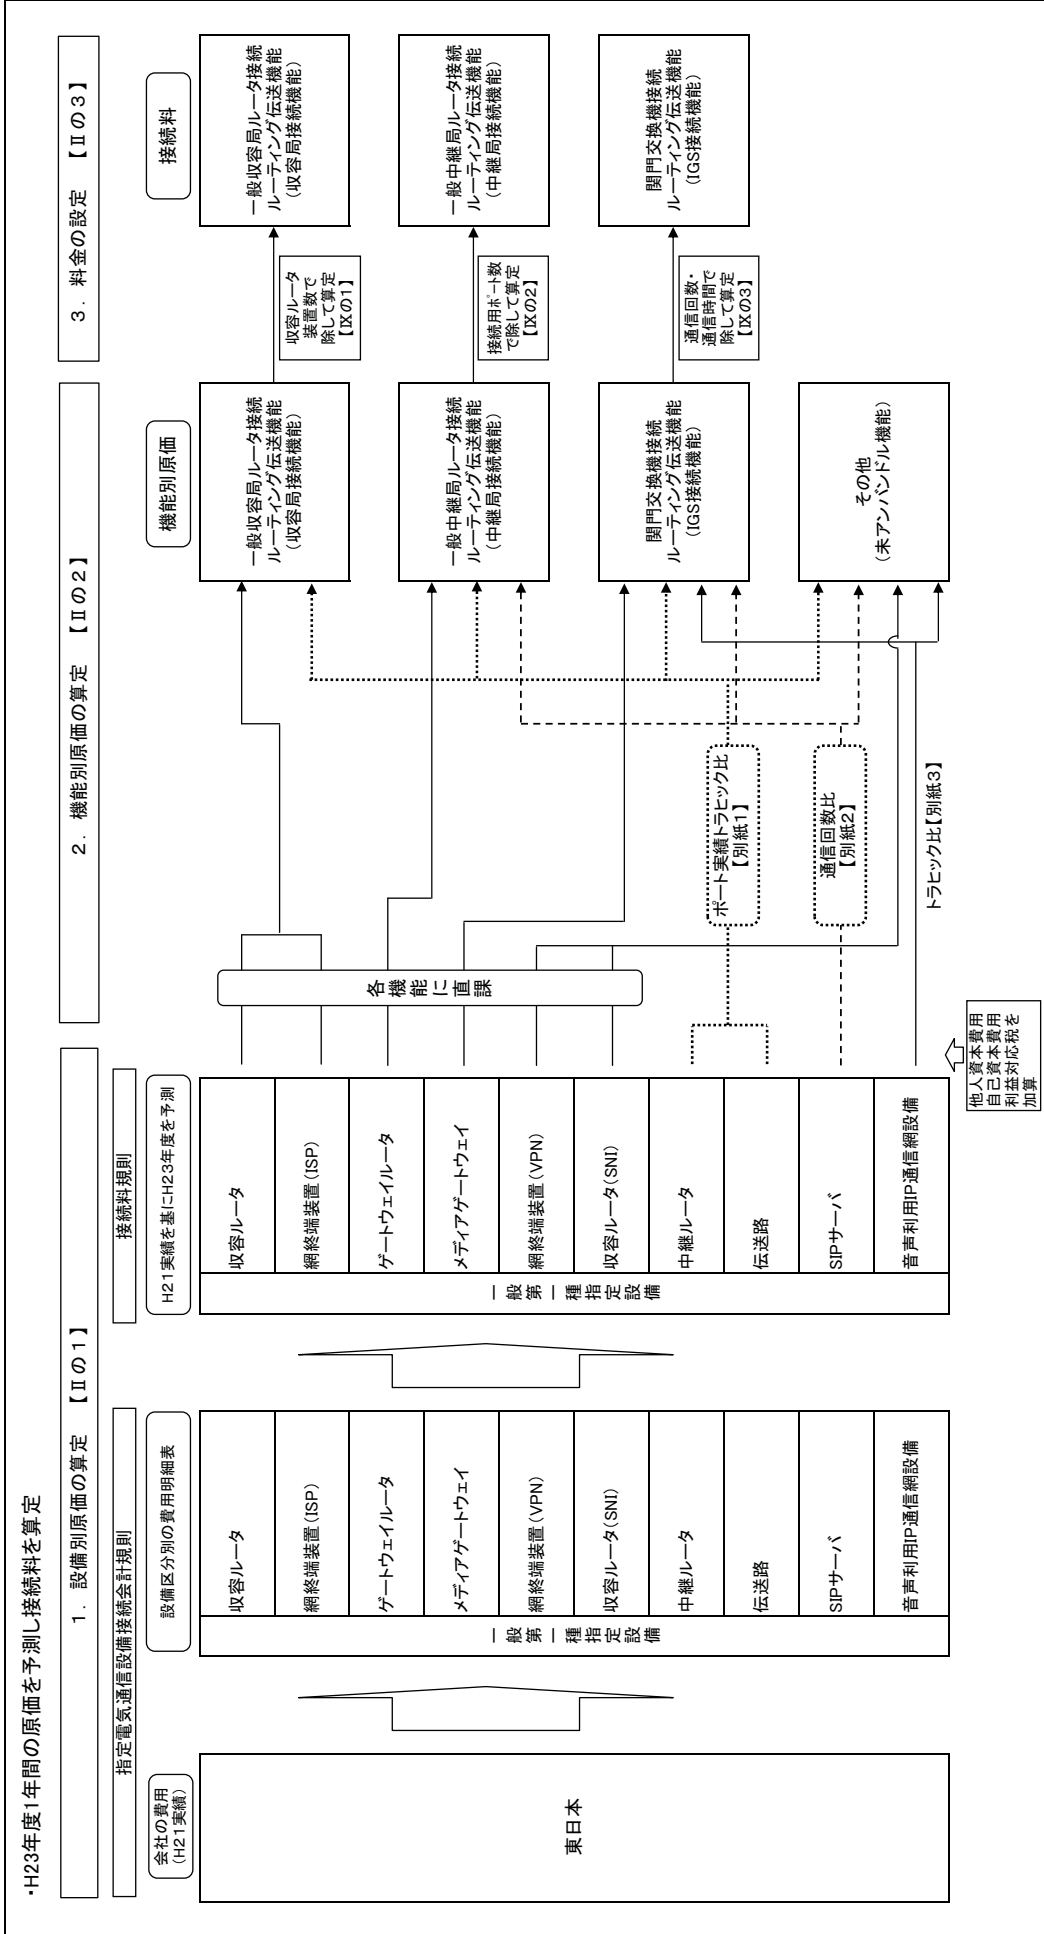 ・H23年度1年間の原価を予測し接続料を算定
1．設備別原価の算定　【Ⅱの1】
2．機能別原価の算定　【Ⅱの2】
3．料金の設定　【Ⅱの3】
指定電気通信設備接続会計規則
接続料規則
会社の費用
（H21実績）
設備区分別の費用明細表
H21実績を基にH23年度を予測
機能別原価
接続料
東日本
収容ルータ
網終端装置（ISP）
ゲートウェイルータ
メディアゲートウェイ
網終端装置（VPN）
収容ルータ(SNI)
中継ルータ
伝送路
SIPサーバ
音声利用IP通信網設備
一般第一種指定設備
収容ルータ
網終端装置（ISP）
ゲートウェイルータ
メディアゲートウェイ
網終端装置（VPN）
収容ルータ(SNI)
中継ルータ
伝送路
SIPサーバ
音声利用IP通信網設備
一般第一種指定設備
他人資本費用
自己資本費用
利益対応税を
加算
各機能に直課
ポート実績トラヒック比
【別紙1】
通信回数比
【別紙2】
トラヒック比【別紙3】
一般収容局ルータ接続
ルーティング伝送機能
（収容局接続機能）
一般中継局ルータ接続
ルーティング伝送機能
（中継局接続機能）
関門交換機接続
ルーティング伝送機能
(IGS接続機能)
その他
（未アンバンドル機能）
収容ルータ
装置数で
除して算定
【Ⅸの1】
接続用ポート数
で除して算定
【Ⅸの2】
通信回数・
通信時間で
除して算定
【Ⅸの3】
一般収容局ルータ接続
ルーティング伝送機能
（収容局接続機能）
一般中継局ルータ接続
ルーティング伝送機能
（中継局接続機能）
関門交換機接続
ルーティング伝送機能
(IGS接続機能)